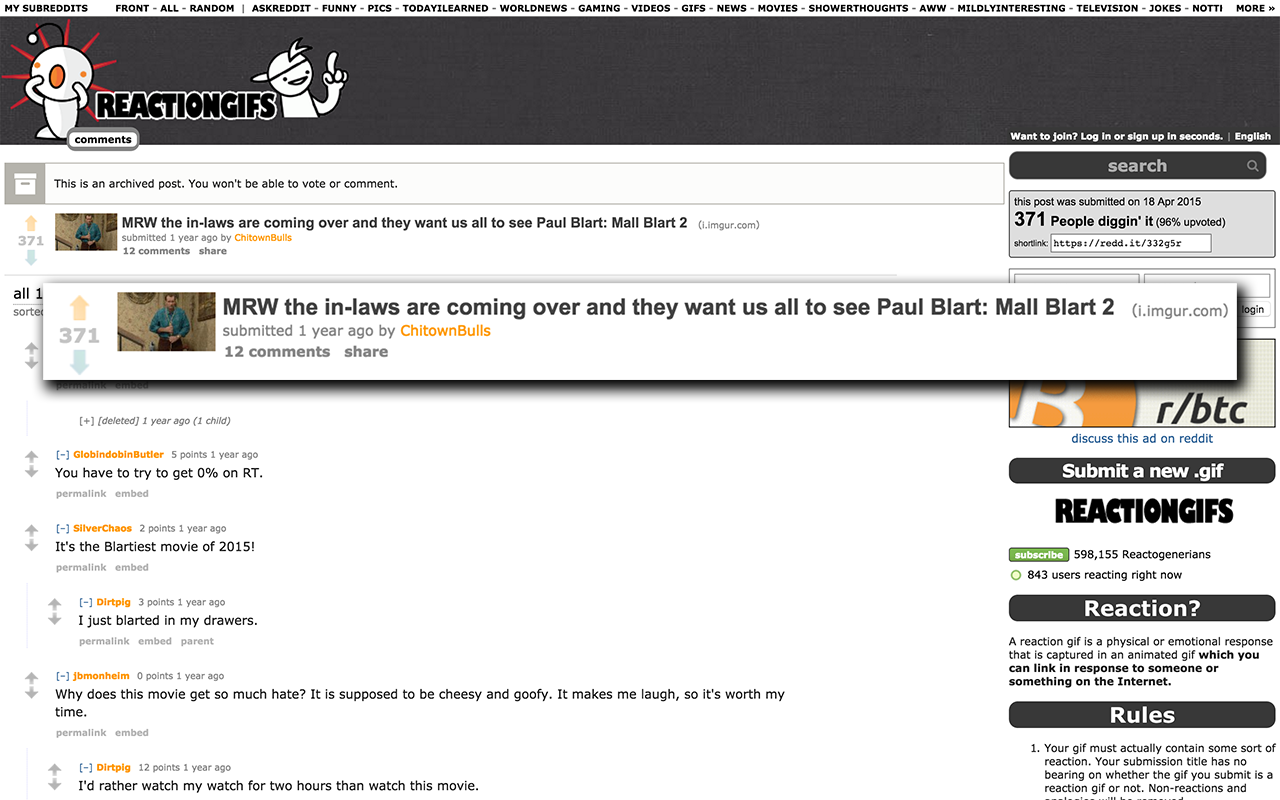 MY SUBREDDITS FRONT - ALL - RANDOM | ASKREDDIT - FUNNY - PICS - TODAYILEARNED - WORLDNEWS - GAMING - VIDEOS - GIFS - NEWS - MOVIES - SHOWERTHOUGHTS - AWW - MILDLYINTERESTING - TELEVISION - JOKES - NOTTI MORE »
REACTIONGIFS
comments
Want to join? Log in or sign up in seconds. | English
This is an archived post. You won't be able to vote or comment.
371
MRW the in-laws are coming over and they want us all to see Paul Blart: Mall Blart 2 (i.imgur.com)
submitted 1 year ago by ChitownBulls
12 comments share
all 1
sorted
371
MRW the in-laws are coming over and they want us all to see Paul Blart: Mall Blart 2 (i.imgur.com)
submitted 1 year ago by ChitownBulls
12 comments share
permalink embed
[+] [deleted] 1 year ago (1 child)
[–] GlobindobinButler 5 points 1 year ago
You have to try to get 0% on RT.
permalink embed
[–] SilverChaos 2 points 1 year ago
It's the Blartiest movie of 2015!
permalink embed
[–] Dirtpig 3 points 1 year ago
I just blarted in my drawers.
permalink embed parent
[–] jbmonheim 0 points 1 year ago
Why does this movie get so much hate? It is supposed to be cheesy and goofy. It makes me laugh, so it's worth my
time.
permalink embed
[–] Dirtpig 12 points 1 year ago
I'd rather watch my watch for two hours than watch this movie.
search
this post was submitted on 18 Apr 2015
371 People diggin' it (96% upvoted)
shortlink: https://redd.it/332g5r
login
r/btc
discuss this ad on reddit
Submit a new .gif
REACTIONGIFS
subscribe 598,155 Reactogenerians
843 users reacting right now
Reaction?
A reaction gif is a physical or emotional response
that is captured in an animated gif which you
can link in response to someone or
something on the Internet.
Rules
1. Your gif must actually contain some sort of
reaction. Your submission title has no
bearing on whether the gif you submit is a
reaction gif or not. Non-reactions and